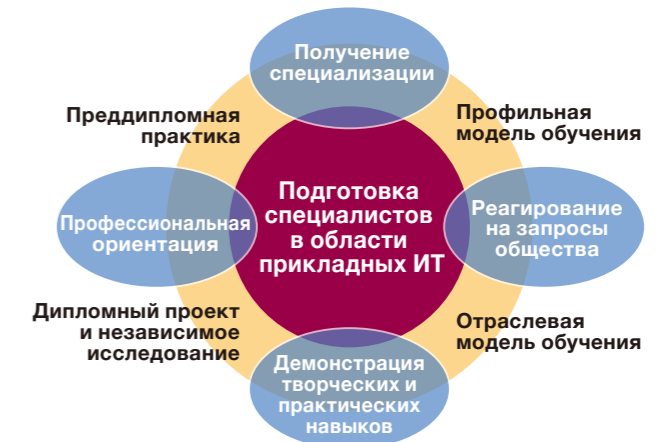 Получение
специализации
Преддипломная
практика
Профильная
модель обучения
Профессиональная
ориентация
Подготовка
специалистов
в области
прикладных ИТ
Реагирование
на запросы
общества
Дипломный проект
и независимое
исследование
Отраслевая
модель обучения
Демонстрация
творческих и
практических
навыков